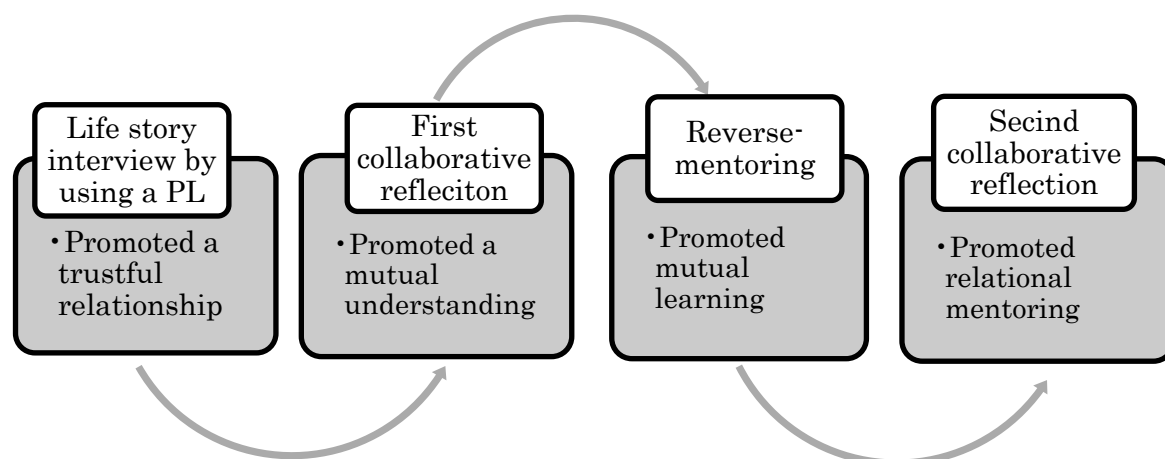 Life story
interview by
using a PL
・Promoted a
trustful
relationship
First
collaborative
refleciton
・Promoted a
mutual
understanding
Reverse-
mentoring
・Promoted
mutual
learning
Secind
collaborative
reflection
・Promoted
relational
mentoring